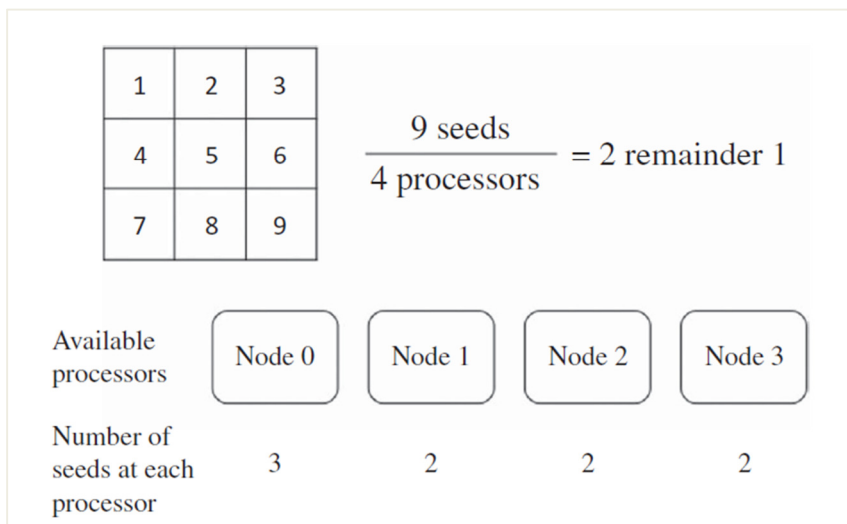 1 2 3
4 5 6
7 8 9
9 seeds
4 processors
= 2 remainder 1
Available
processors
Node 0 Node 1 Node 2 Node 3
Number of
seeds at each
processor
3 2 2 2